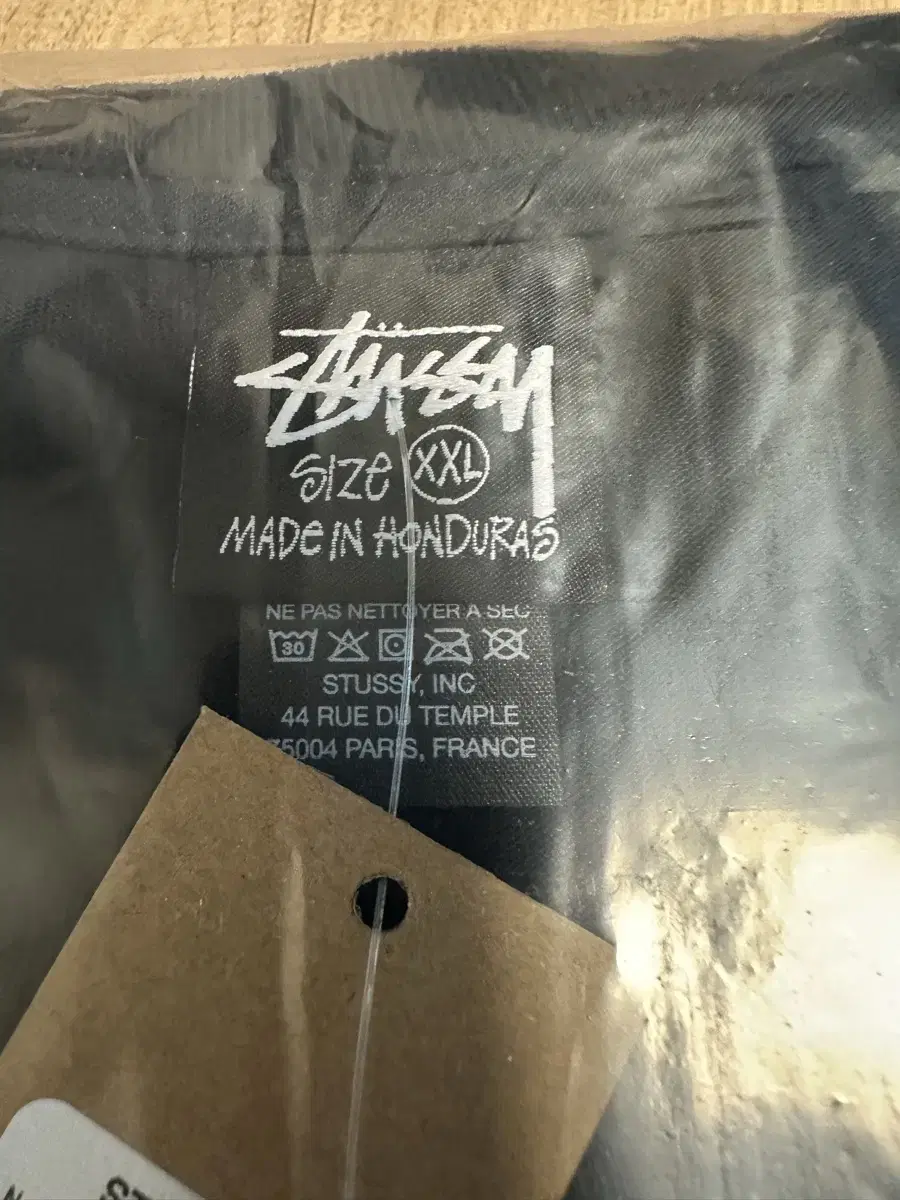 STÜSSY
SIZE XXL
MADE IN HONDURAS
NE PAS NETTOYER A SEC
30
STUSSY, INC
44 RUE DU TEMPLE
75004 PARIS, FRANCE